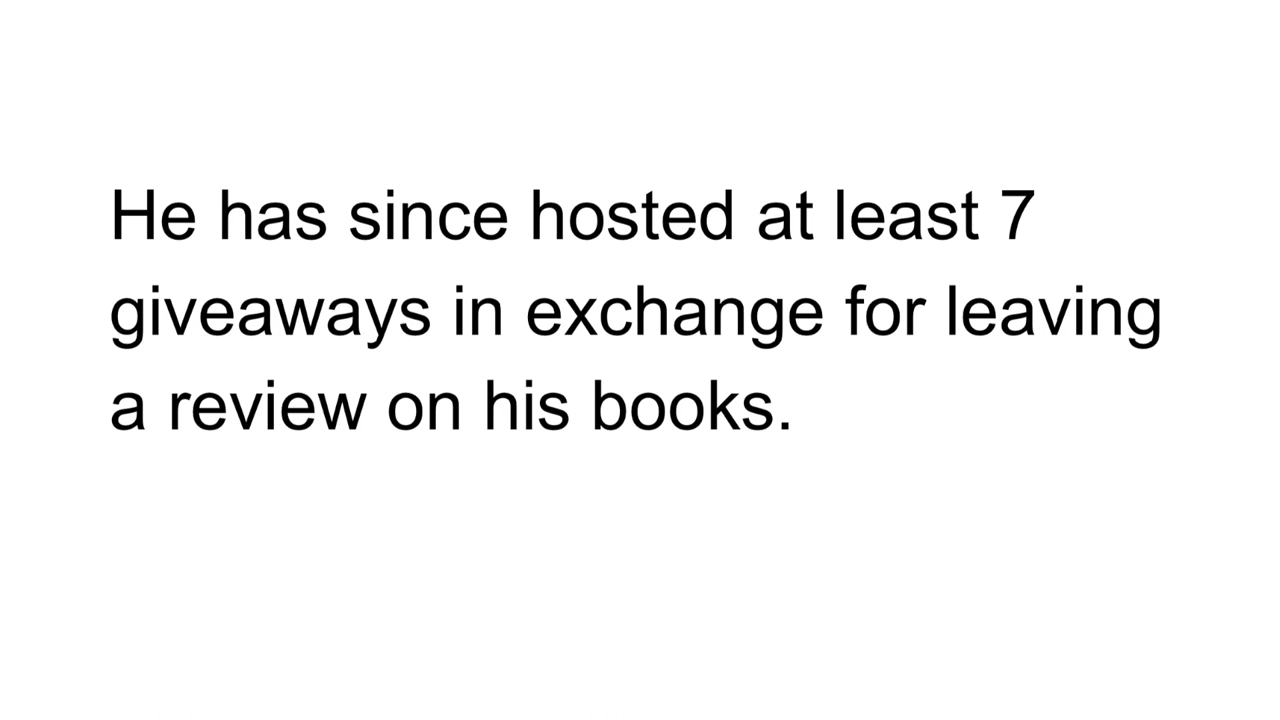 He has since hosted at least 7
giveaways in exchange for leaving
a review on his books.